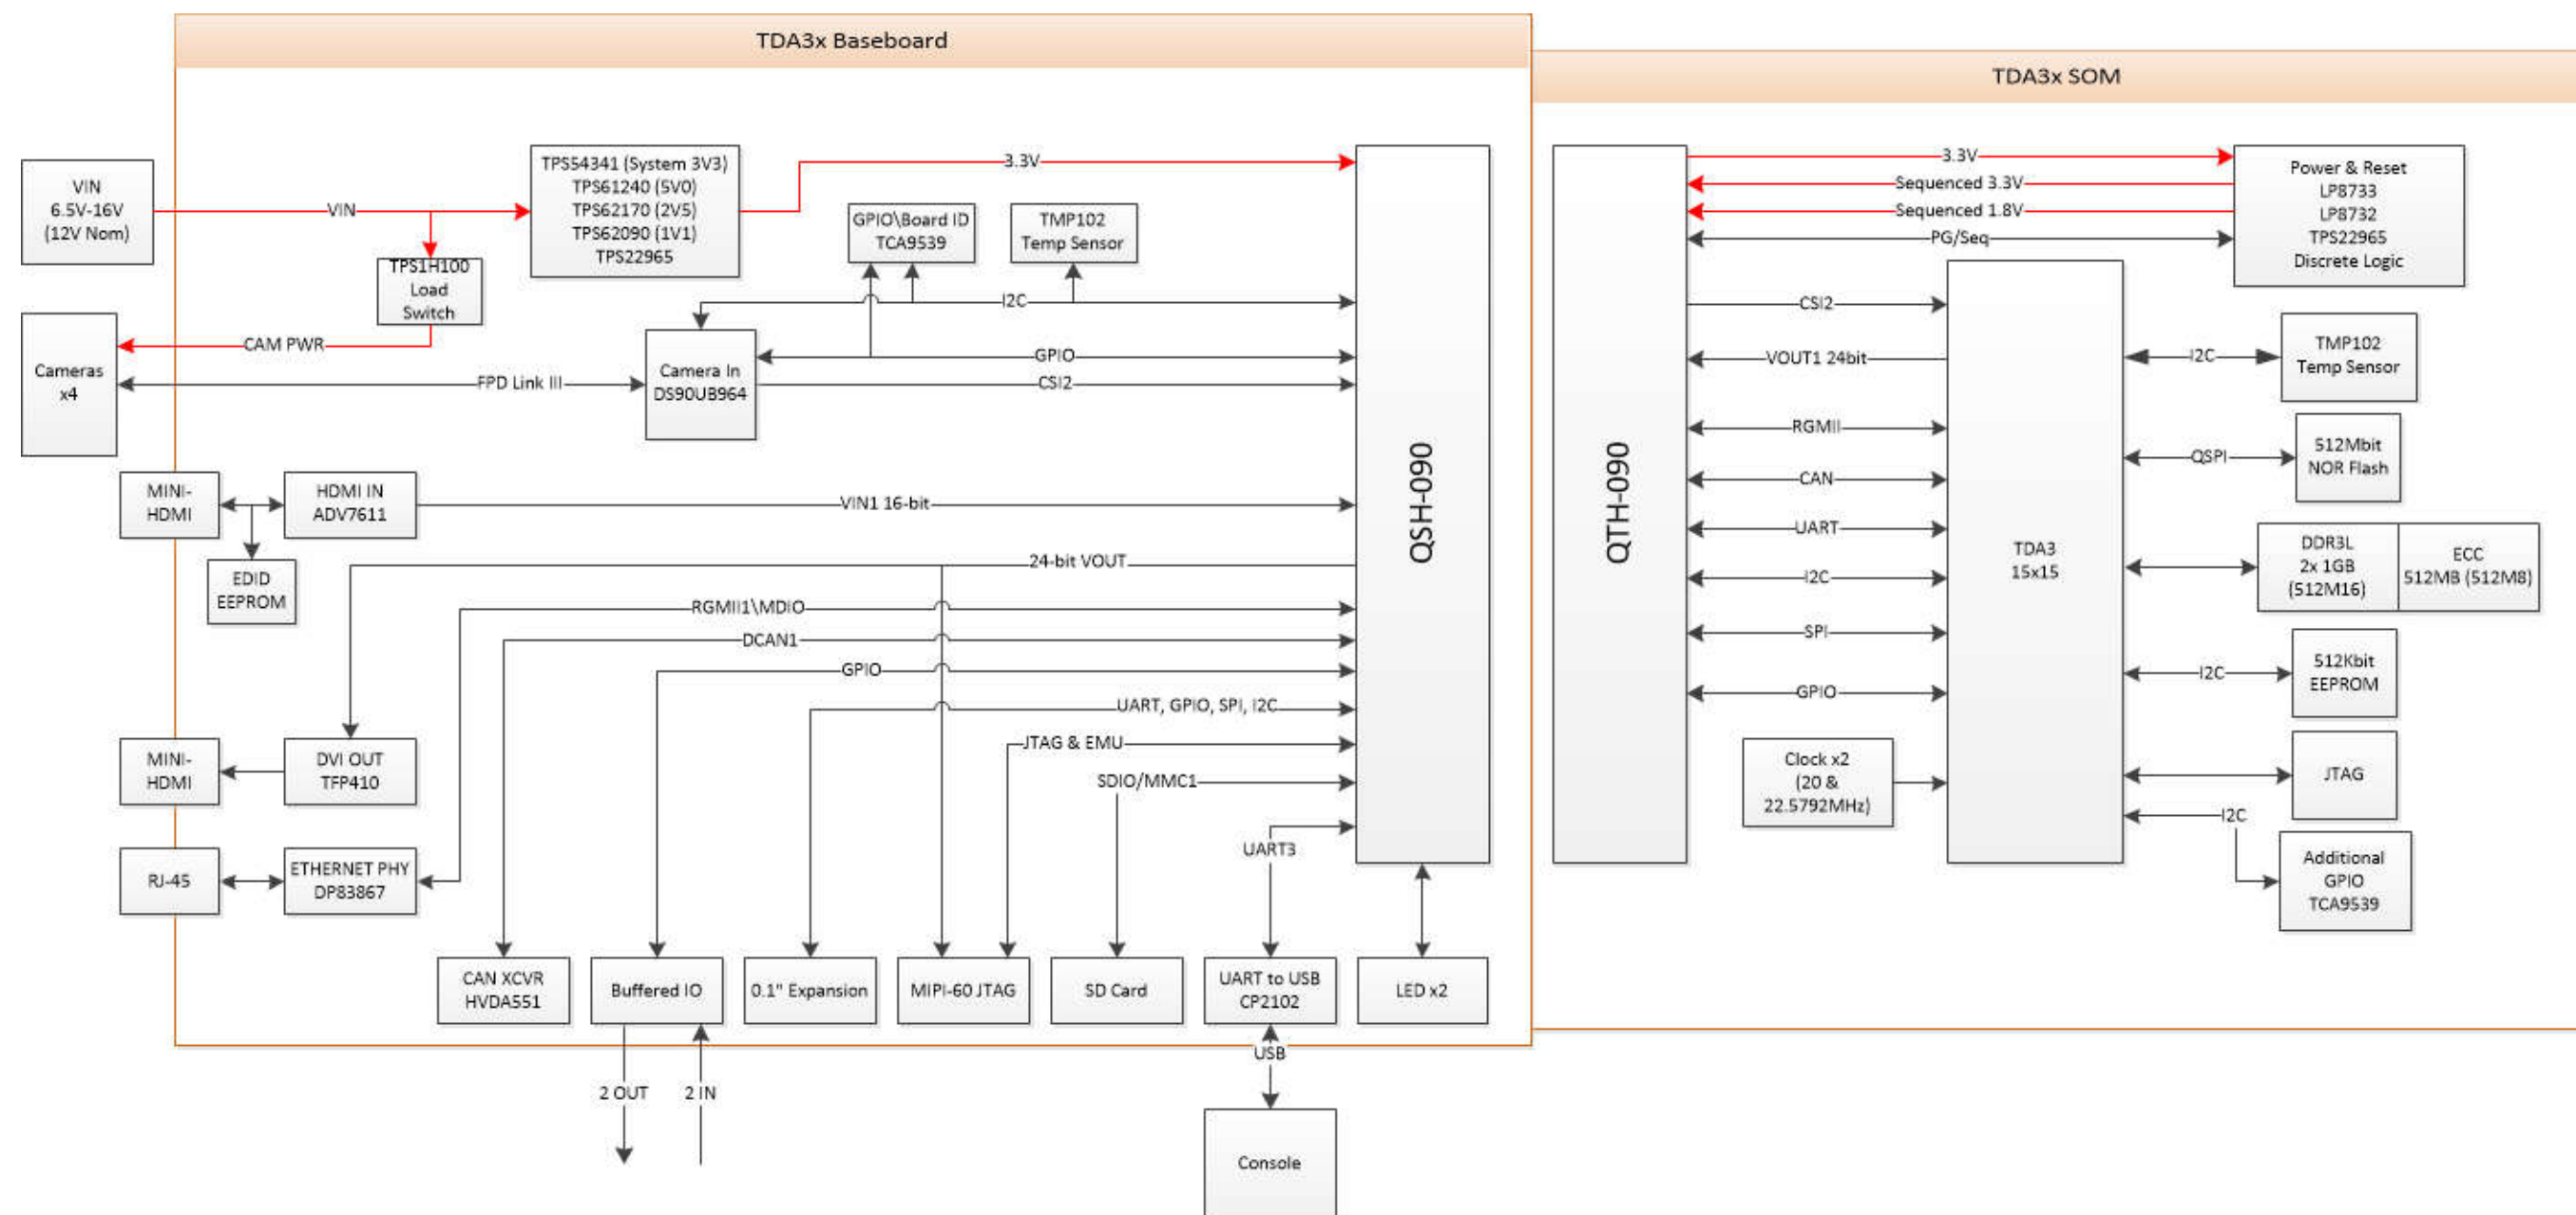 TDA3x Baseboard
TDA3x SOM
VIN
6.5V-16V
(12V Nom)
VIN
TPS1H100
Load
Switch
TPS54341 (System 3V3)
TPS61240 (5V0)
TPS62170 (2V5)
TPS62090 (1V1)
TPS22965
3.3V
GPIO\Board ID
TCA9539
TMP102
Temp Sensor
I2C
Cameras
x4
CAM PWR
FPD Link III
Camera In
DS90UB964
GPIO
CSI2
MINI-
HDMI
HDMI IN
ADV7611
VIN1 16-bit
EDID
EEPROM
24-bit VOUT
RGMII1\MDIO
DCAN1
GPIO
UART, GPIO, SPI, I2C
JTAG & EMU
SDIO/MMC1
UART3
MINI-
HDMI
DVI OUT
TFP410
RJ-45
ETHERNET PHY
DP83867
CAN XCVR
HVDA551
Buffered IO
0.1" Expansion
MIPI-60 JTAG
SD Card
UART to USB
CP2102
LED x2
2 OUT
2 IN
USB
Console
QSH-090
QTH-090
3.3V
Sequenced 3.3V
Sequenced 1.8V
PG/Seq
Power & Reset
LP8733
LP8732
TPS22965
Discrete Logic
CSI2
VOUT1 24bit
RGMII
CAN
UART
I2C
SPI
GPIO
Clock x2
(20 &
22.5792MHz)
TDA3
15x15
I2C
TMP102
Temp Sensor
QSPI
512Mbit
NOR Flash
DDR3L
2x 1GB
(512M16)
ECC
512MB (512M8)
I2C
512Kbit
EEPROM
JTAG
I2C
Additional
GPIO
TCA9539